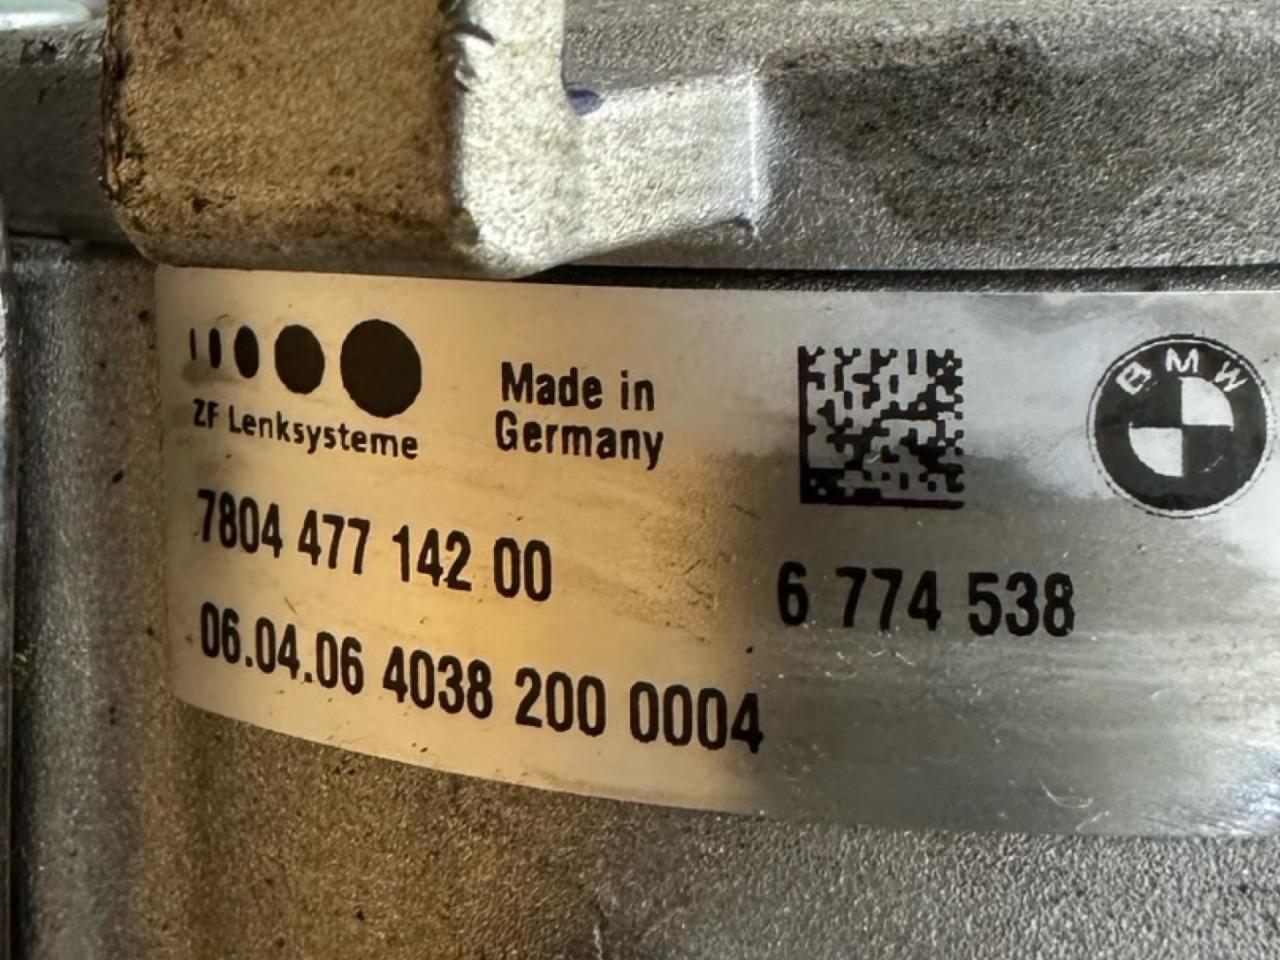 ZF Lenksysteme
Made in
Germany
BMW
7804 477 142 00
6 774 538
06.04.06 4038 200 0004